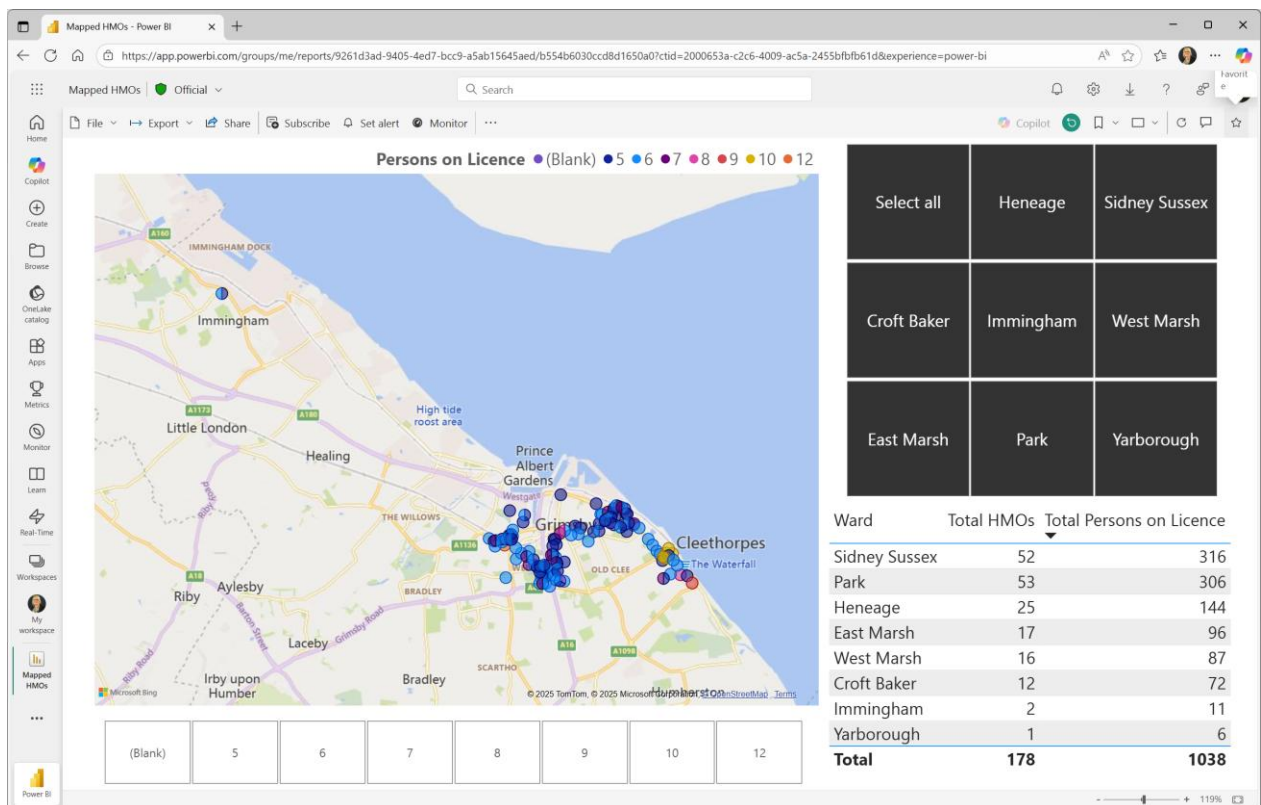 Mapped HMOs - Power BI
https://app.powerbi.com/groups/me/reports/9261d3ad-9405-4ed7-bcc9-a5ab15645aed/b554b6030ccd8d1650a0?ctid=2000653a-c2c6-4009-ac5a-2455bfbfb61d&experience=power-bi
Mapped HMOs Official
Search
Favorit
e
File Export Share Subscribe Set alert Monitor ...
Copilot
Home
Copilot
Create
Browse
OneLake
catalog
Apps
Metrics
Monitor
Learn
Real-Time
Workspaces
My
workspace
Mapped
HMOs
Power BI
Persons on Licence (Blank) 5 6 7 8 9 10 12
A160
IMMINGHAM DOCK
Immingham
A1173
A180
Little London
High tide
roost area
Healing
Prince
Albert
Gardens
Westgate
THE WILLOWS
A1136
Cleethorpes
The Waterfall
OLD CLEE
A18
Aylesby
Riby
BRADLEY
Barton Street
Grimsby Road
Riby Road
Laceby
A16
A1098
SCARTHO
Irby upon
Humber
Bradley
Microsoft Bing
© 2025 TomTom, © 2025 Microsoft Corporation, © OpenStreetMap Terms
(Blank) 5 6 7 8 9 10 12
Select all Heneage Sidney Sussex
Croft Baker Immingham West Marsh
East Marsh Park Yarborough
Ward Total HMOs Total Persons on Licence
Sidney Sussex 52 316
Park 53 306
Heneage 25 144
East Marsh 17 96
West Marsh 16 87
Croft Baker 12 72
Immingham 2 11
Yarborough 1 6
Total 178 1038
119%